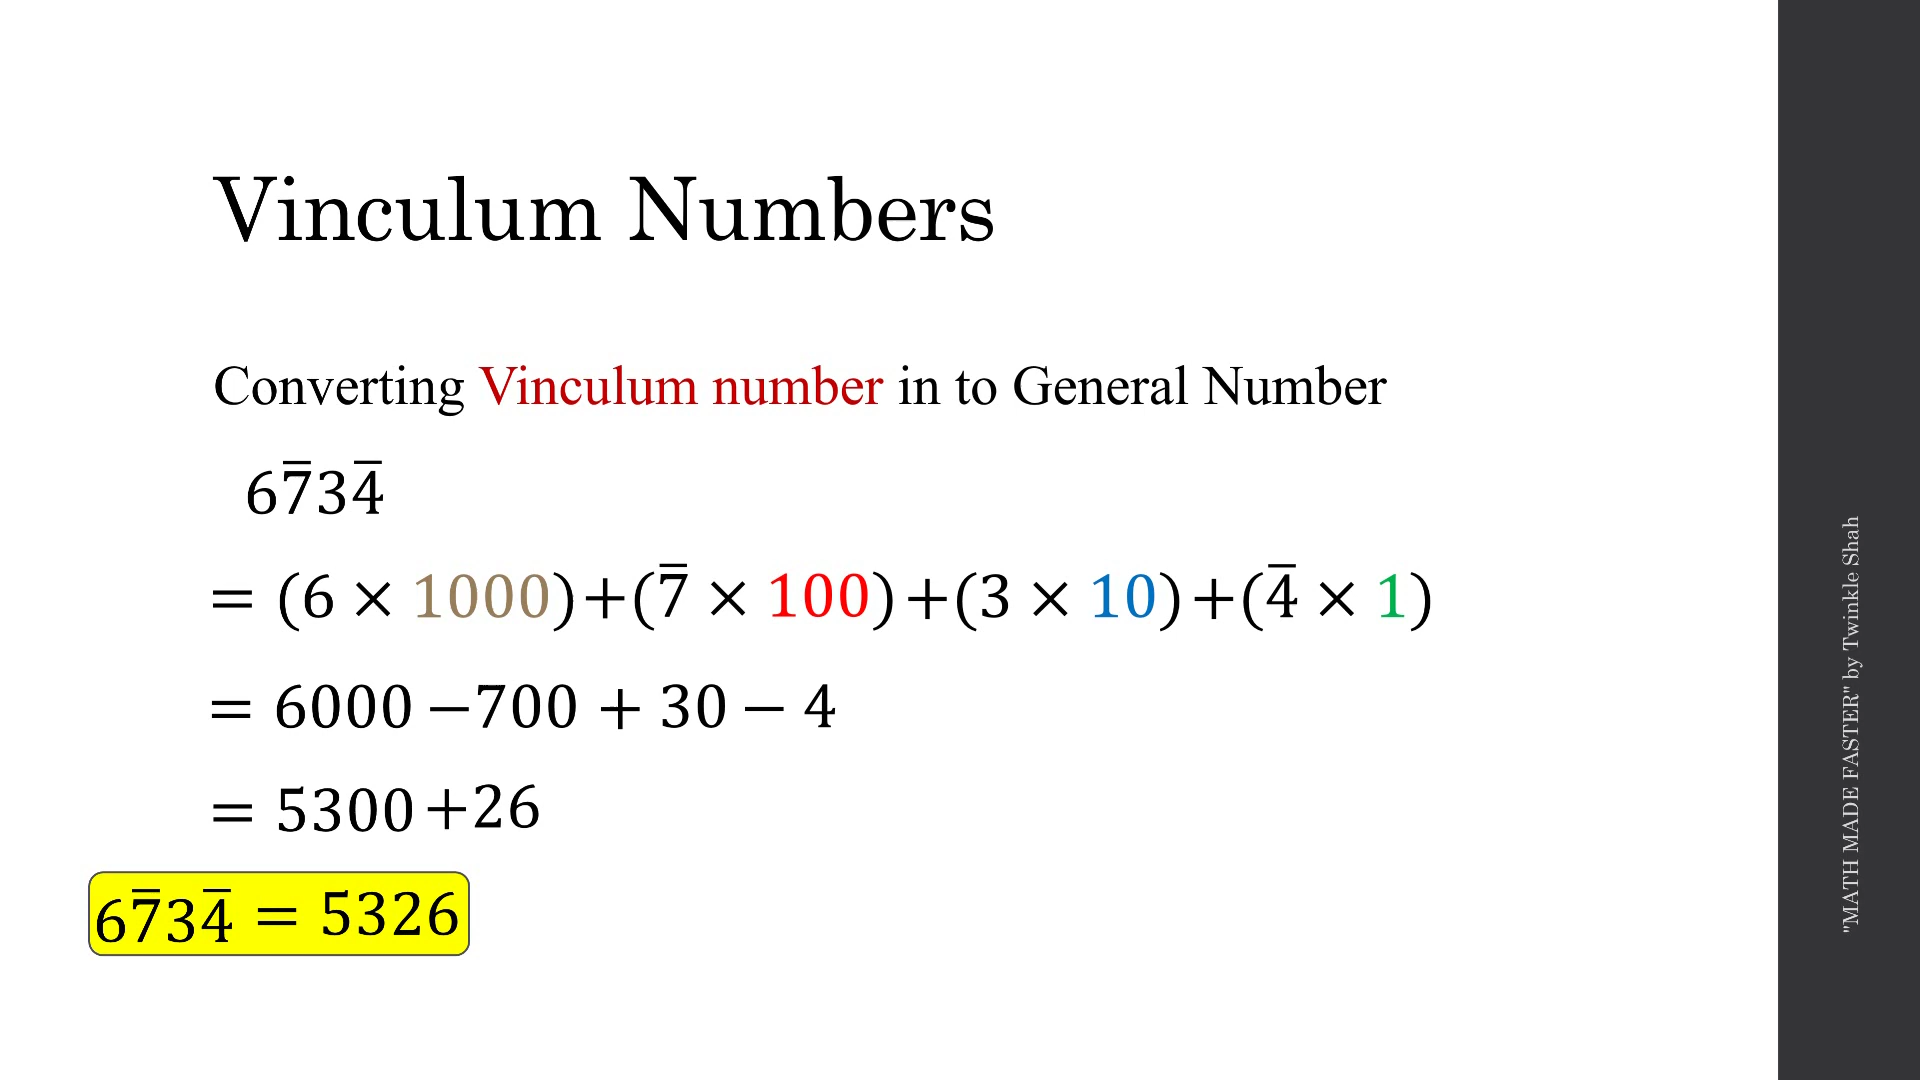 Vinculum Numbers
Converting Vinculum number in to General Number
67̅34̅
= (6 × 1000)+(7̅ × 100)+(3 × 10)+(4̅ × 1)
= 6000 −700 + 30 − 4
= 5300 +26
67̅34̅ = 5326
"MATH MADE FASTER" by Twinkle Shah